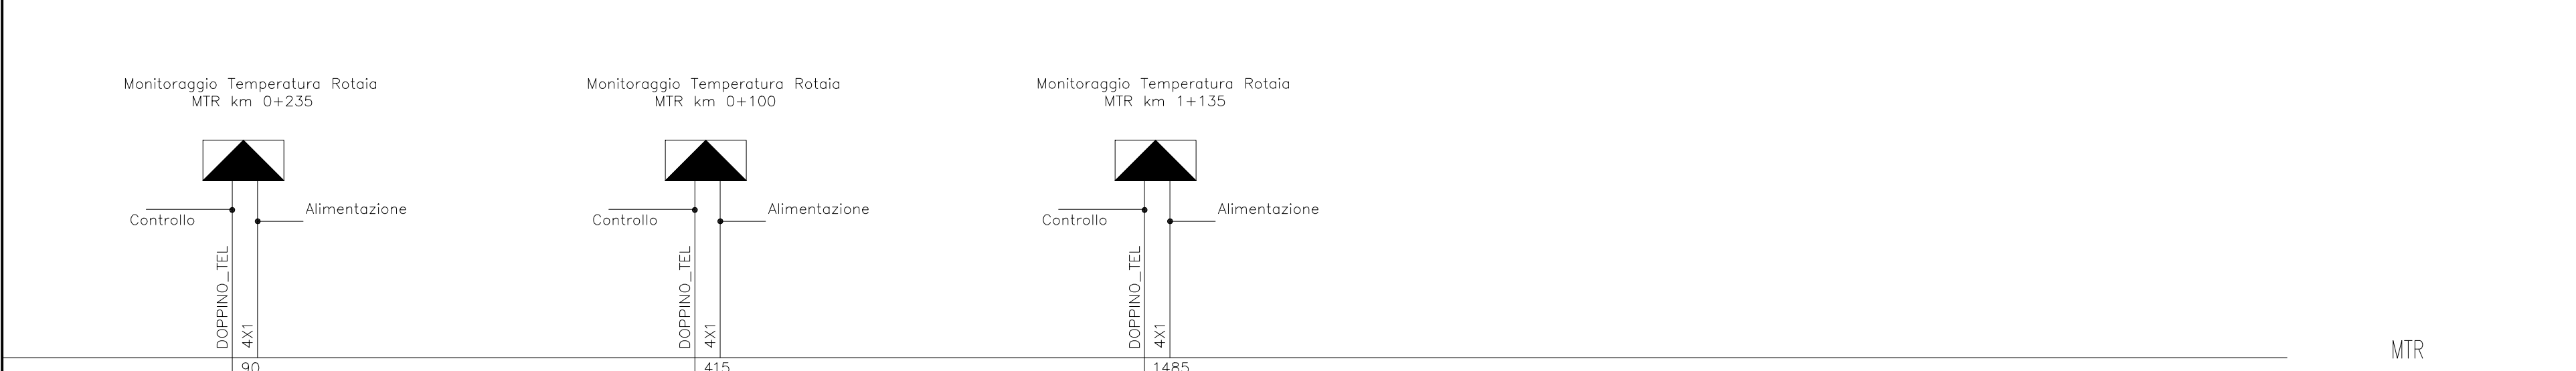 Monitoraggio Temperatura Rotaia
MTR km 0+235
Controllo
Alimentazione
DOPPINO_TEL
4X1
90
Monitoraggio Temperatura Rotaia
MTR km 0+100
Controllo
Alimentazione
DOPPINO_TEL
4X1
415
Monitoraggio Temperatura Rotaia
MTR km 1+135
Controllo
Alimentazione
DOPPINO_TEL
4X1
1485
MTR